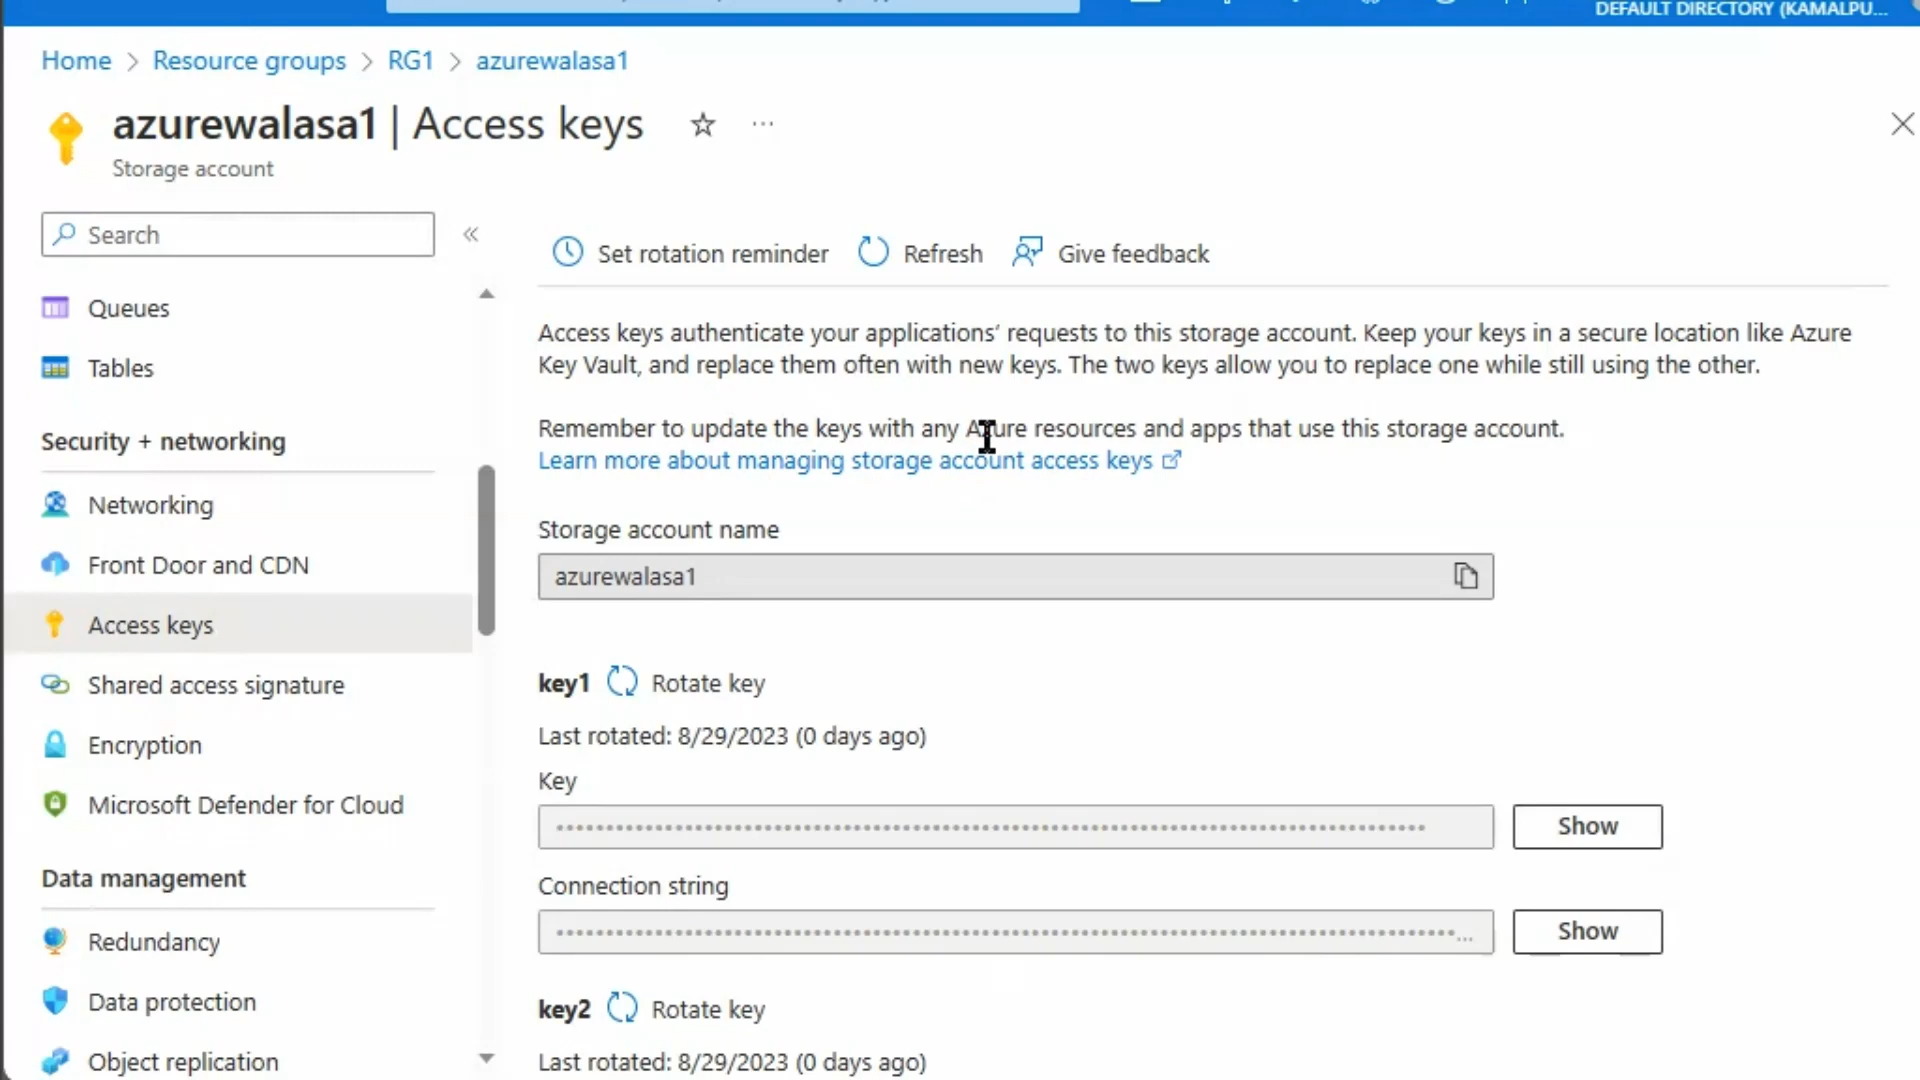 DEFAULT DIRECTORY (KAMALPU...
Home > Resource groups > RG1 > azurewalasa1
azurewalasa1 | Access keys
Storage account
Search
Queues
Tables
Security + networking
Networking
Front Door and CDN
Access keys
Shared access signature
Encryption
Microsoft Defender for Cloud
Data management
Redundancy
Data protection
Object replication
Set rotation reminder Refresh Give feedback
Access keys authenticate your applications' requests to this storage account. Keep your keys in a secure location like Azure
Key Vault, and replace them often with new keys. The two keys allow you to replace one while still using the other.
Remember to update the keys with any Azure resources and apps that use this storage account.
Learn more about managing storage account access keys
Storage account name
azurewalasa1
key1 Rotate key
Last rotated: 8/29/2023 (0 days ago)
Key
Show
Connection string
Show
key2 Rotate key
Last rotated: 8/29/2023 (0 days ago)